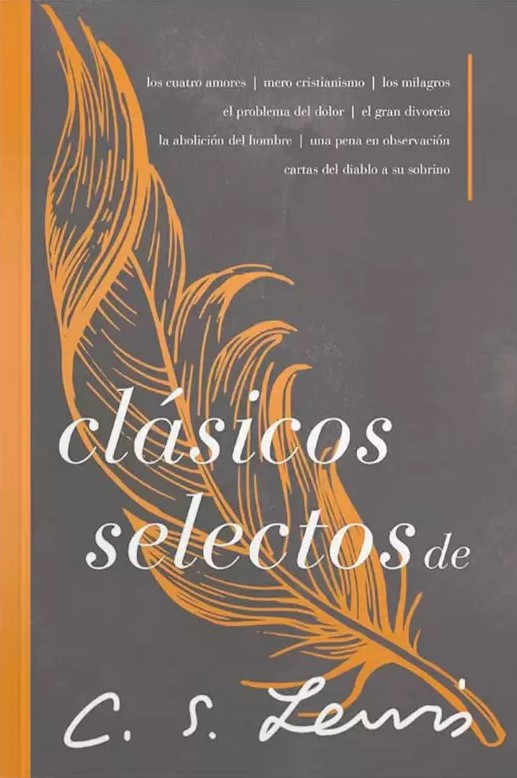 los cuatro amores | mero cristianismo | los milagros
el problema del dolor | el gran divorcio
la abolición del hombre | una pena en observación
cartas del diablo a su sobrino
clásicos
selectos de
C. S. Lewis